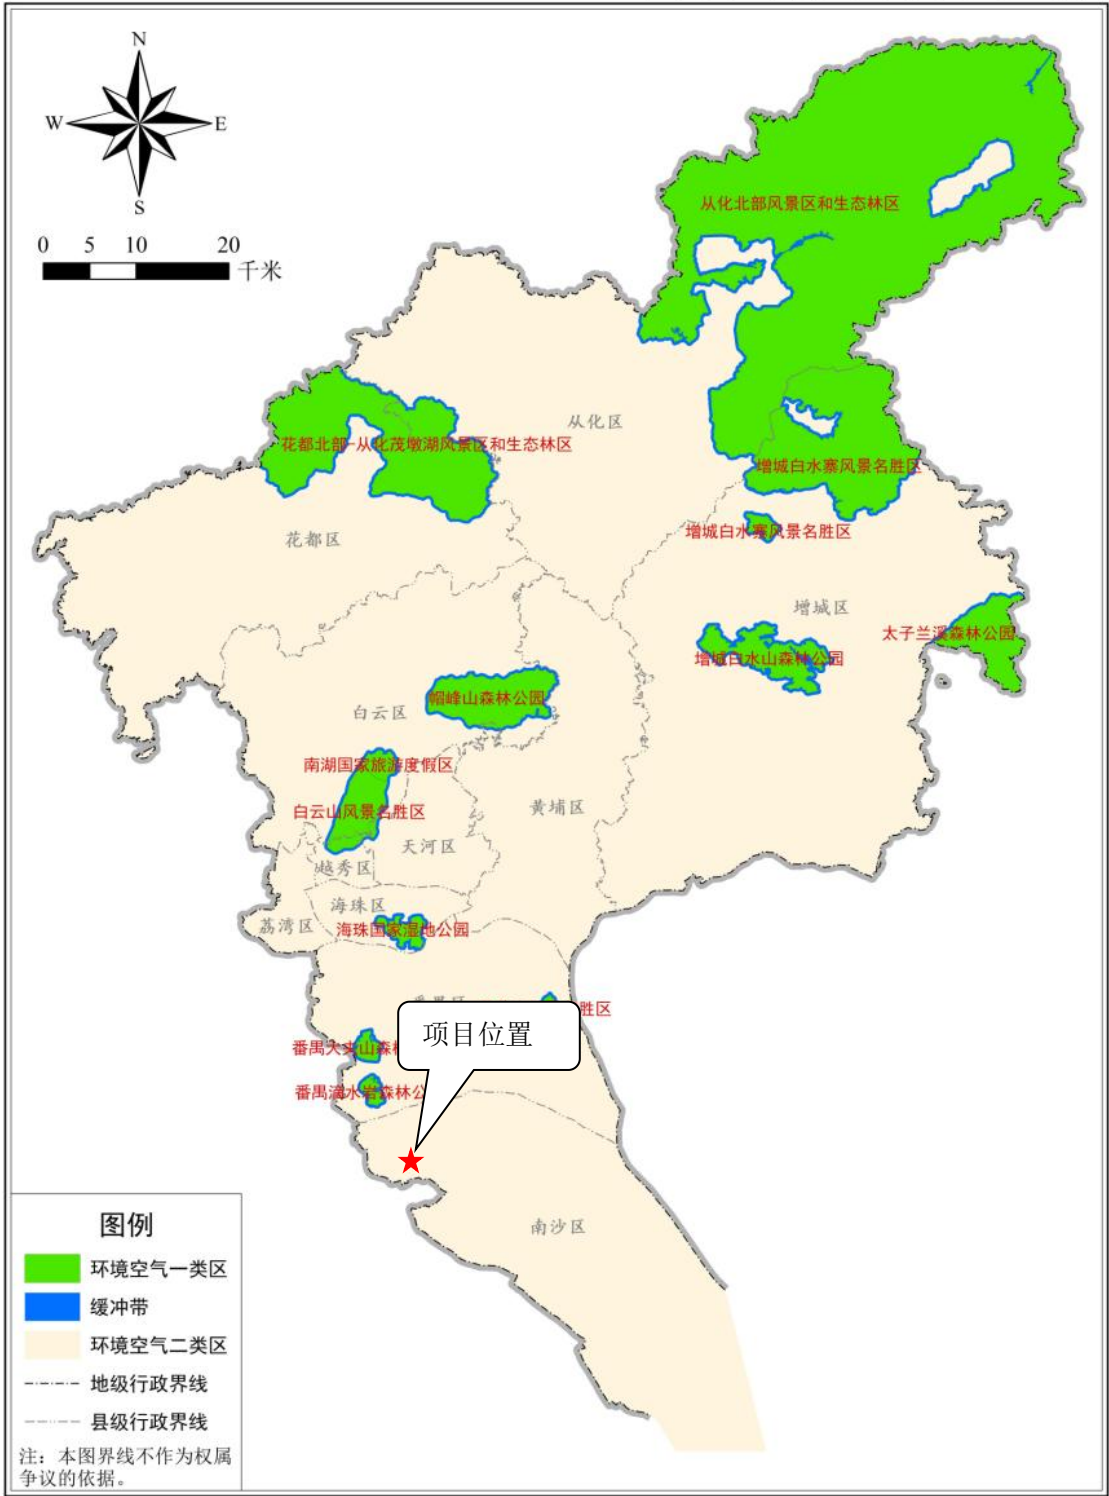 N
W
E
S
0 5 10 20
千米
从化北部风景区和生态林区
从化区
花都北部-从化茂墩湖风景区和生态林区
增城白水寨风景名胜区
增城白水寨风景名胜区
花都区
增城区
太子兰溪森林公园
增城白水山森林公园
帽峰山森林公园
白云区
南湖国家旅游度假区
白云山风景名胜区
黄埔区
天河区
越秀区
海珠区
荔湾区
海珠国家湿地公园
胜区
项目位置
番禺大夫山森林
番禺滴水岩森林公
南沙区
图例
环境空气一类区
缓冲带
环境空气二类区
地级行政界线
县级行政界线
注：本图界线不作为权属
争议的依据。